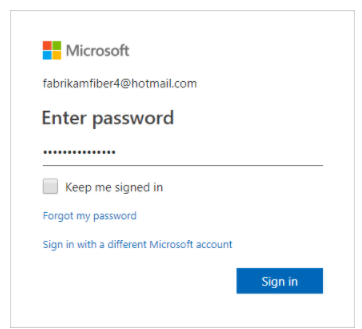 Microsoft
fabrikamfiber4@hotmail.com
Enter password
•••••••••••••••
Keep me signed in
Forgot my password
Sign in with a different Microsoft account
Sign in